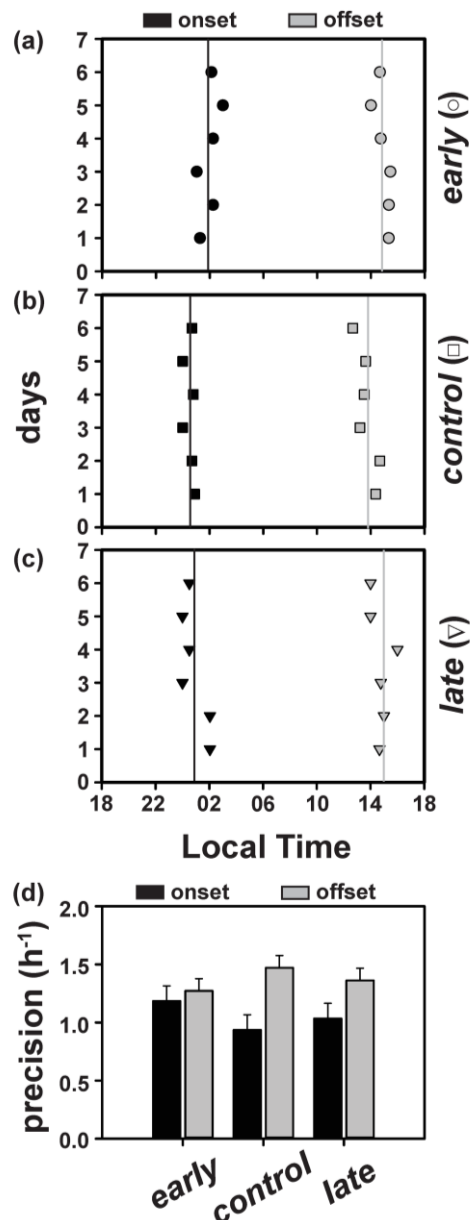 (a)
onset offset
7
6
5
4
3
2
1
0
early (○)
(b)
7
6
5
4
3
2
1
0
days
control (□)
(c)
7
6
5
4
3
2
1
0
late (▽)
18 22 02 06 10 14 18
Local Time
(d)
onset offset
2.0
1.5
1.0
0.5
0.0
precision (h⁻¹)
early control late